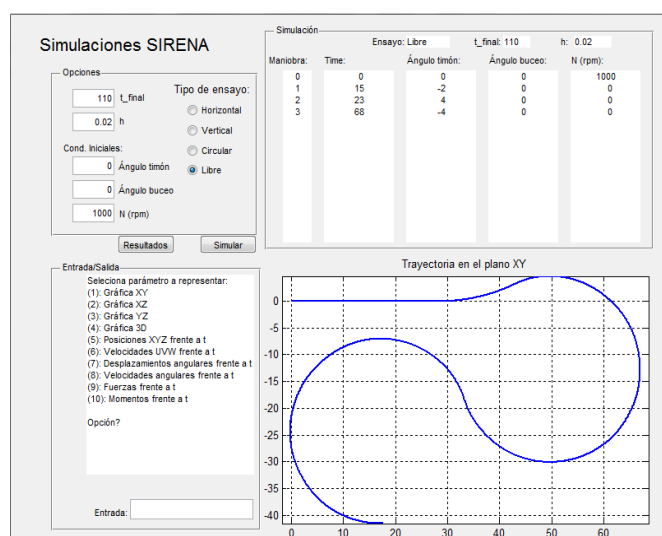 Simulaciones SIRENA
Opciones
110 t_final
0.02 h
Cond. Iniciales:
0 Ángulo timón
0 Ángulo buceo
1000 N (rpm)
Tipo de ensayo:
Horizontal
Vertical
Circular
Libre
Resultados Simular
Simulación
Ensayo: Libre t_final: 110 h: 0.02
Maniobra: Time: Ángulo timón: Ángulo buceo: N (rpm):
0 0 0 0 1000
1 15 -2 0 0
2 23 4 0 0
3 68 -4 0 0
Entrada/Salida
Seleciona parámetro a representar:
(1): Gráfica XY
(2): Gráfica XZ
(3): Gráfica YZ
(4): Gráfica 3D
(5): Posiciones XYZ frente a t
(6): Velocidades UVW frente a t
(7): Desplazamientos angulares frente a t
(8): Velocidades angulares frente a t
(9): Fuerzas frente a t
(10): Momentos frente a t
Opción?
Entrada:
Trayectoria en el plano XY
0
-5
-10
-15
-20
-25
-30
-35
-40
0 10 20 30 40 50 60